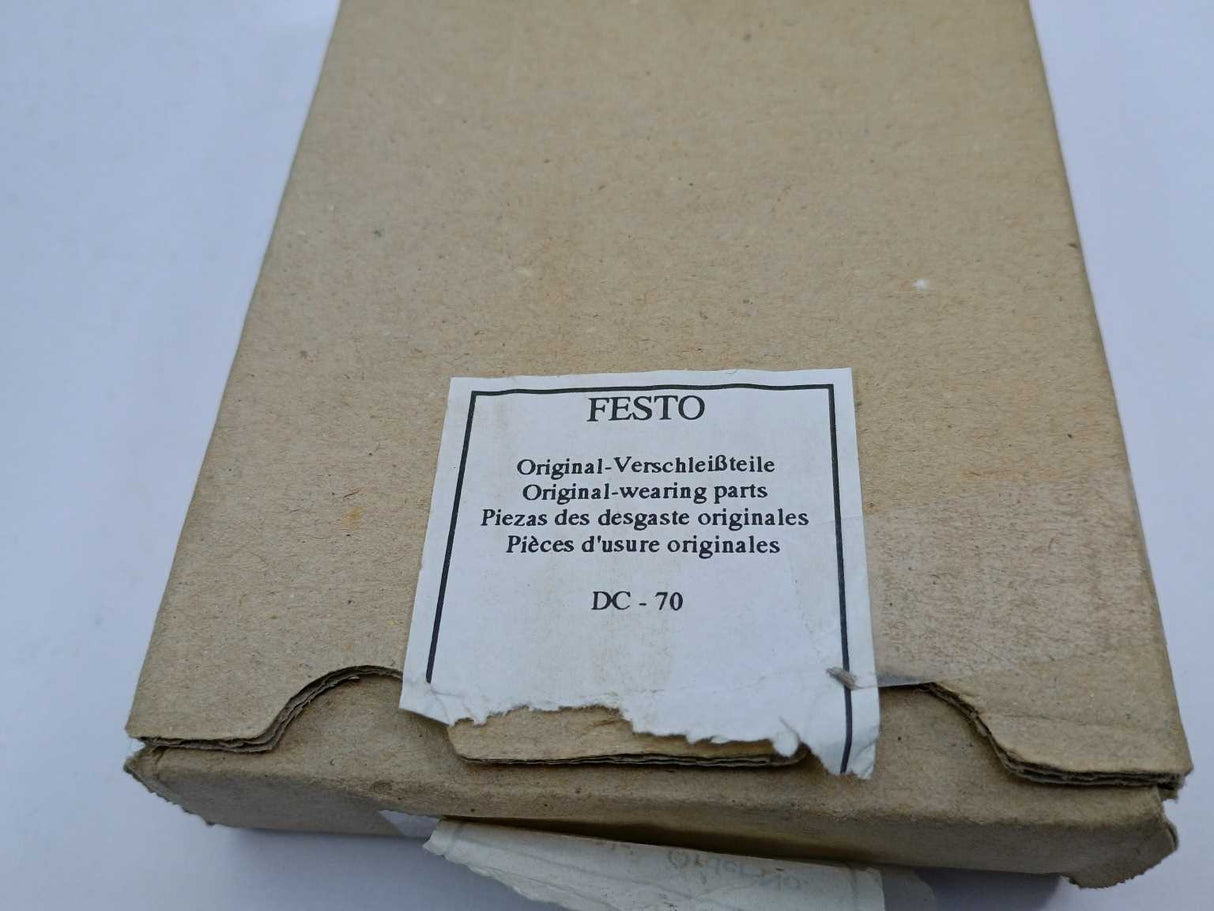 FESTO
Original-Verschleißteile
Original-wearing parts
Piezas des desgaste originales
Pièces d'usure originales
DC - 70